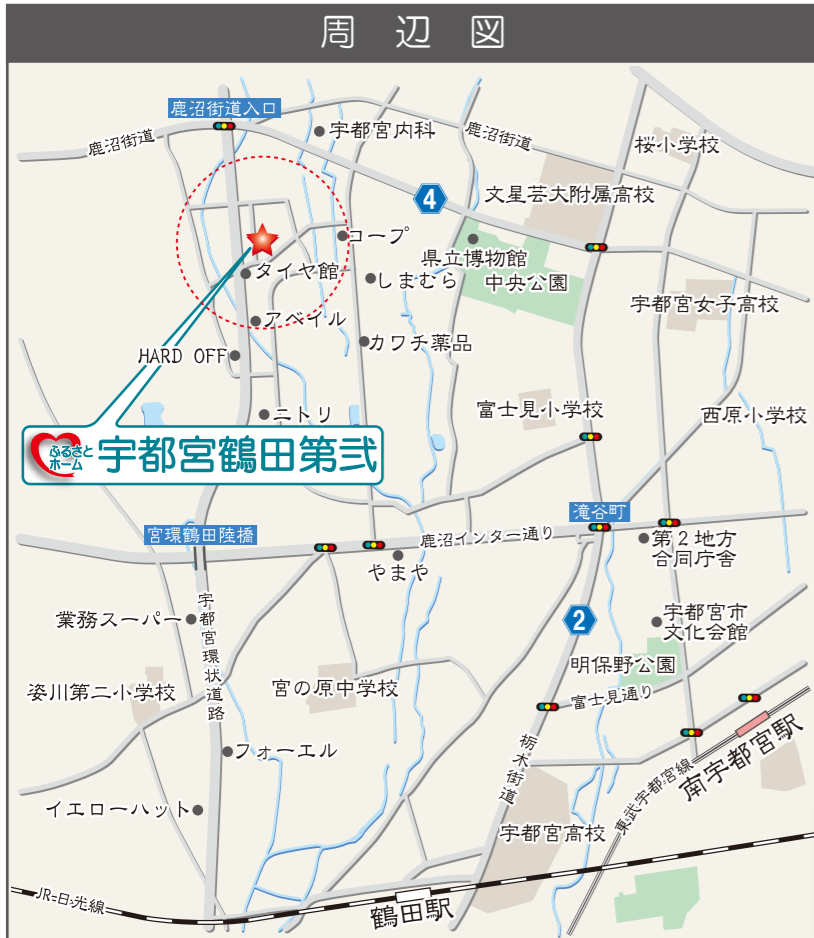 周辺図
鹿沼街道入口
鹿沼街道
宇都宮内科
鹿沼街道
桜小学校
4
文星芸大附属高校
コープ
県立博物館
中央公園
タイヤ館
しまむら
宇都宮女子高校
アベイル
カワチ薬品
HARD OFF
ニトリ
富士見小学校
西原小学校
ふるさと
ホーム
宇都宮鶴田第弐
宮環鶴田陸橋
鹿沼インター通り
滝谷町
第2地方
合同庁舎
やまや
業務スーパー
宇都宮環状道路
2
宇都宮市
文化会館
明保野公園
姿川第二小学校
宮の原中学校
富士見通り
フォーエル
栃木街道
南宇都宮駅
東武宇都宮線
イエローハット
宇都宮高校
JR日光線
鶴田駅